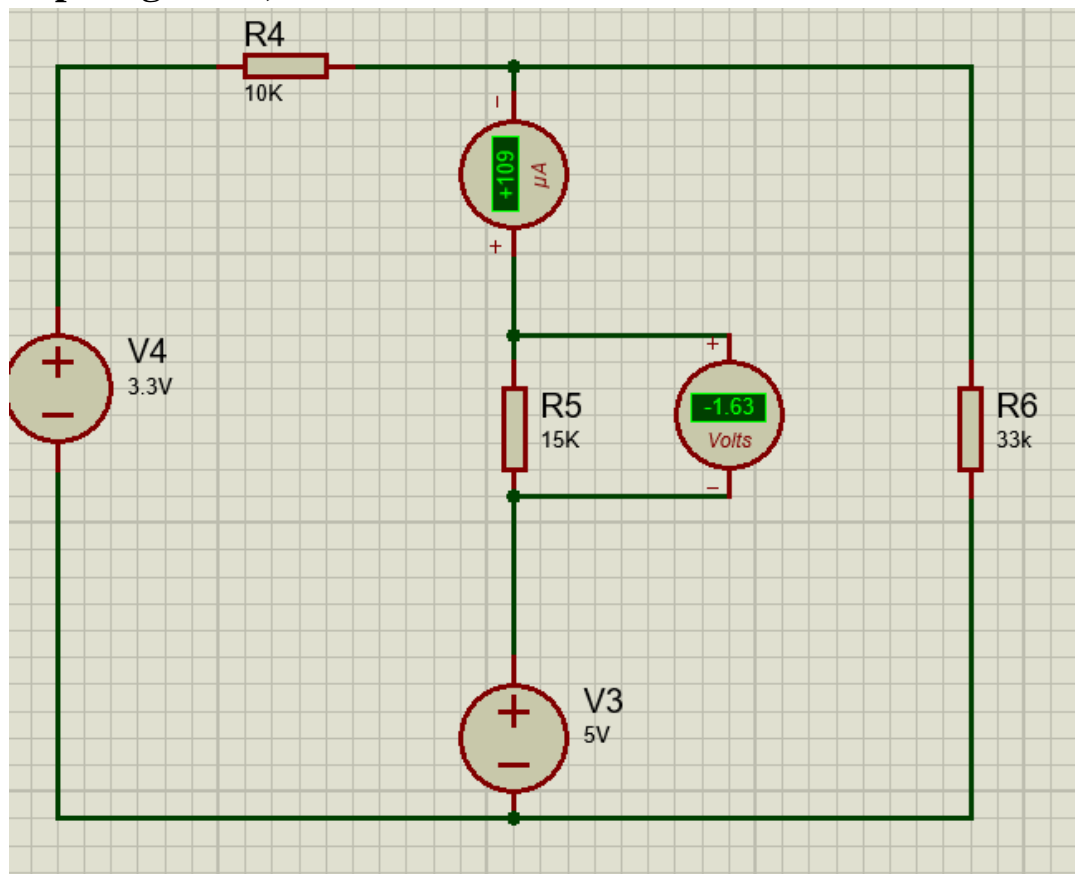 R4
10K
−
+109
µA
+
V4
3.3V
+
−
+
-1.63
Volts
−
R5
15K
R6
33k
V3
5V
+
−